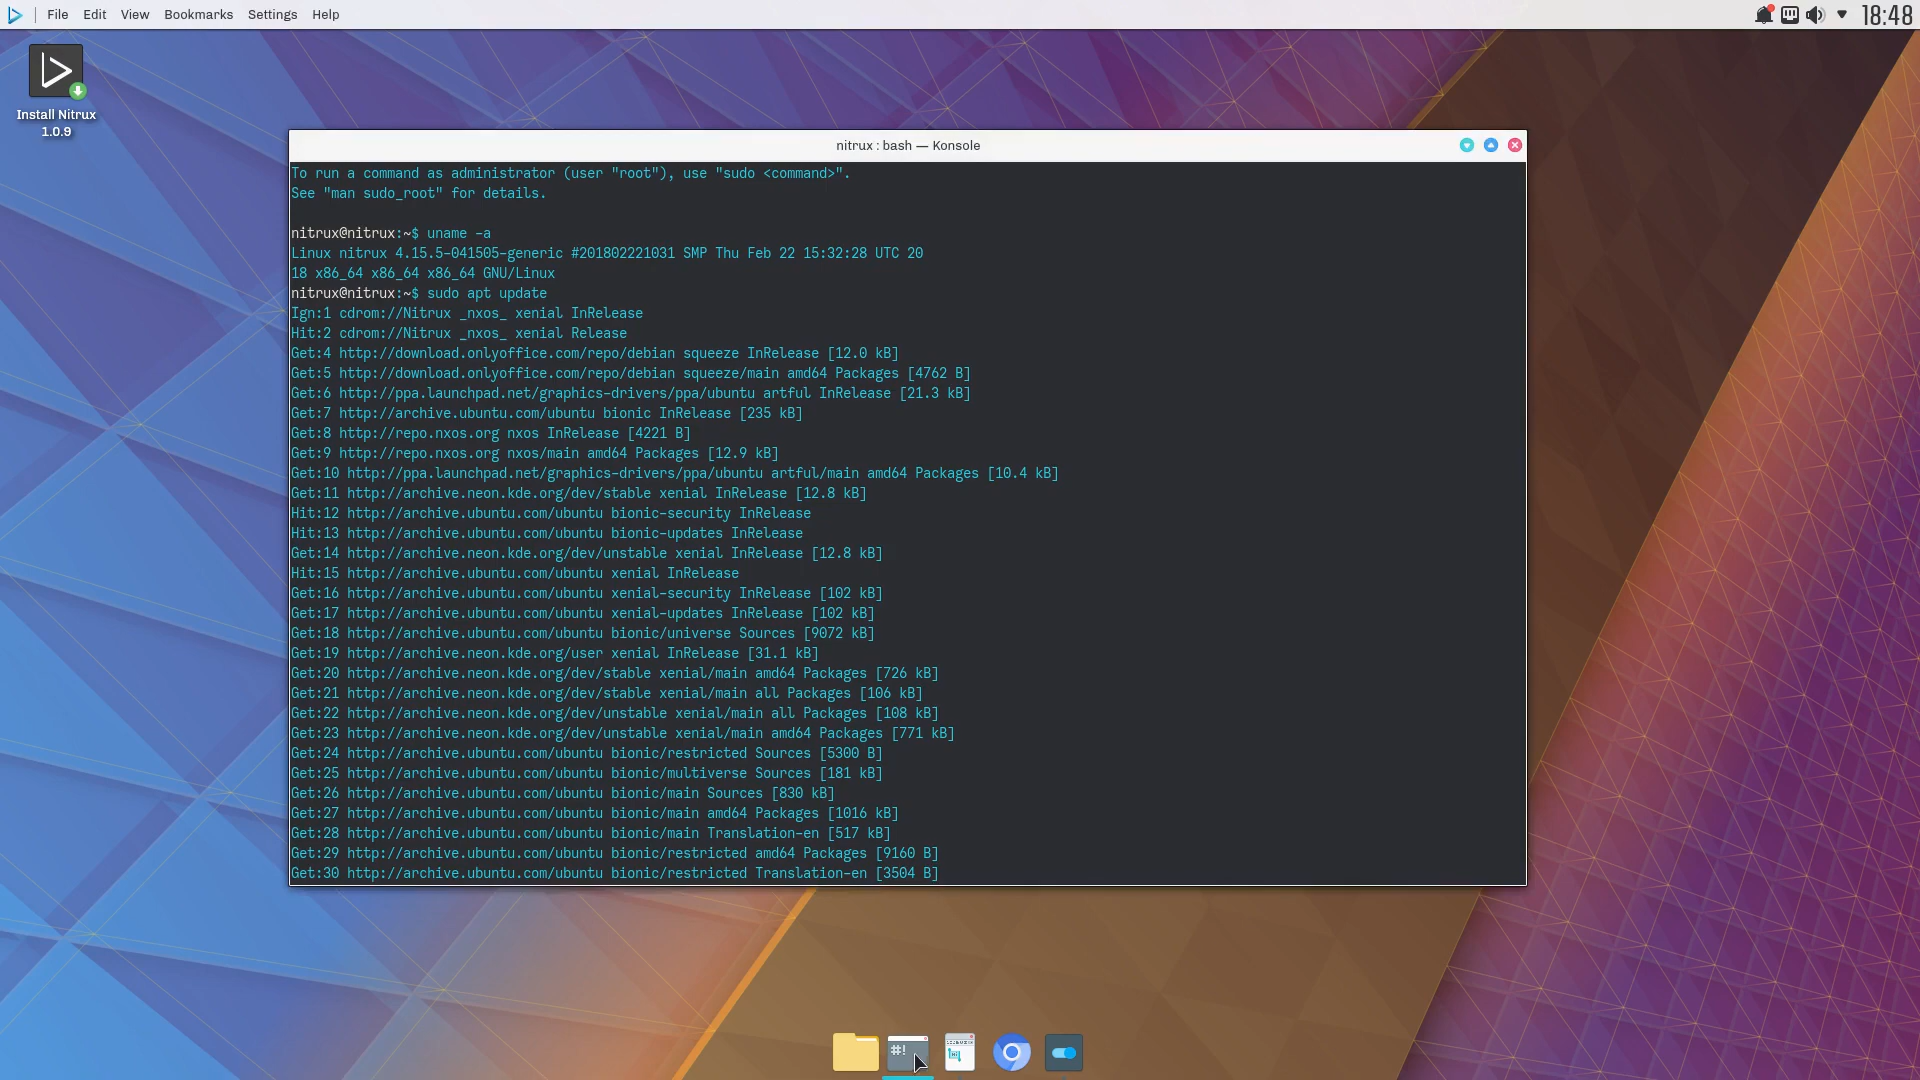 File Edit View Bookmarks Settings Help
18:48
Install Nitrux
1.0.9
nitrux : bash — Konsole
To run a command as administrator (user "root"), use "sudo <command>".
See "man sudo_root" for details.
nitrux@nitrux:~$ uname -a
Linux nitrux 4.15.5-041505-generic #201802221031 SMP Thu Feb 22 15:32:28 UTC 20
18 x86_64 x86_64 x86_64 GNU/Linux
nitrux@nitrux:~$ sudo apt update
Ign:1 cdrom://Nitrux _nxos_ xenial InRelease
Hit:2 cdrom://Nitrux _nxos_ xenial Release
Get:4 http://download.onlyoffice.com/repo/debian squeeze InRelease [12.0 kB]
Get:5 http://download.onlyoffice.com/repo/debian squeeze/main amd64 Packages [4762 B]
Get:6 http://ppa.launchpad.net/graphics-drivers/ppa/ubuntu artful InRelease [21.3 kB]
Get:7 http://archive.ubuntu.com/ubuntu bionic InRelease [235 kB]
Get:8 http://repo.nxos.org nxos InRelease [4221 B]
Get:9 http://repo.nxos.org nxos/main amd64 Packages [12.9 kB]
Get:10 http://ppa.launchpad.net/graphics-drivers/ppa/ubuntu artful/main amd64 Packages [10.4 kB]
Get:11 http://archive.neon.kde.org/dev/stable xenial InRelease [12.8 kB]
Hit:12 http://archive.ubuntu.com/ubuntu bionic-security InRelease
Hit:13 http://archive.ubuntu.com/ubuntu bionic-updates InRelease
Get:14 http://archive.neon.kde.org/dev/unstable xenial InRelease [12.8 kB]
Hit:15 http://archive.ubuntu.com/ubuntu xenial InRelease
Get:16 http://archive.ubuntu.com/ubuntu xenial-security InRelease [102 kB]
Get:17 http://archive.ubuntu.com/ubuntu xenial-updates InRelease [102 kB]
Get:18 http://archive.ubuntu.com/ubuntu bionic/universe Sources [9072 kB]
Get:19 http://archive.neon.kde.org/user xenial InRelease [31.1 kB]
Get:20 http://archive.neon.kde.org/dev/stable xenial/main amd64 Packages [726 kB]
Get:21 http://archive.neon.kde.org/dev/stable xenial/main all Packages [106 kB]
Get:22 http://archive.neon.kde.org/dev/unstable xenial/main all Packages [108 kB]
Get:23 http://archive.neon.kde.org/dev/unstable xenial/main amd64 Packages [771 kB]
Get:24 http://archive.ubuntu.com/ubuntu bionic/restricted Sources [5300 B]
Get:25 http://archive.ubuntu.com/ubuntu bionic/multiverse Sources [181 kB]
Get:26 http://archive.ubuntu.com/ubuntu bionic/main Sources [830 kB]
Get:27 http://archive.ubuntu.com/ubuntu bionic/main amd64 Packages [1016 kB]
Get:28 http://archive.ubuntu.com/ubuntu bionic/main Translation-en [517 kB]
Get:29 http://archive.ubuntu.com/ubuntu bionic/restricted amd64 Packages [9160 B]
Get:30 http://archive.ubuntu.com/ubuntu bionic/restricted Translation-en [3504 B]
#!